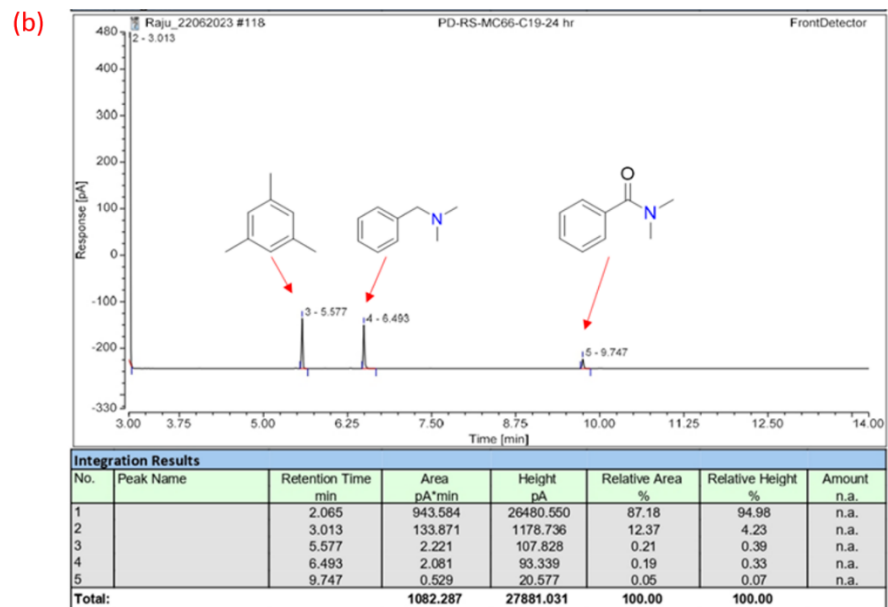 (b)
Raju_22062023 #118 PD-RS-MC66-C19-24 hr FrontDetector
480
2 - 3.013
400
300
200
100
0
-100
-200
-330
Response [pA]
N
O
N
3 - 5.577
4 - 6.493
5 - 9.747
3.00 3.75 5.00 6.25 7.50 8.75 10.00 11.25 12.50 14.00
Time [min]
Integration Results
No. Peak Name Retention Time Area Height Relative Area Relative Height Amount
min pA*min pA % % n.a.
1 2.065 943.584 26480.550 87.18 94.98 n.a.
2 3.013 133.871 1178.736 12.37 4.23 n.a.
3 5.577 2.221 107.828 0.21 0.39 n.a.
4 6.493 2.081 93.339 0.19 0.33 n.a.
5 9.747 0.529 20.577 0.05 0.07 n.a.
Total: 1082.287 27881.031 100.00 100.00